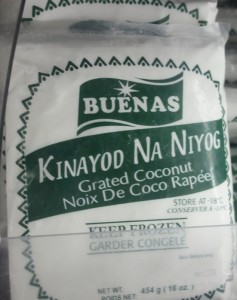 BUENAS
KINAYOD NA NIYOG
Grated Coconut
Noix De Coco Rapée
STORE AT -18°C
CONSERVER À -18°C
KEEP FROZEN
GARDER CONGELÉ
NET WT. 454 g (16 oz.)
POIDS NET: